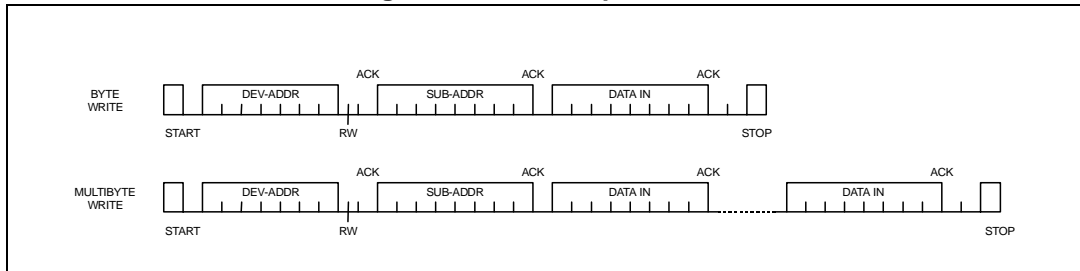 ACK ACK ACK
BYTE WRITE DEV-ADDR SUB-ADDR DATA IN
START RW STOP
ACK ACK ACK ACK
MULTIBYTE WRITE DEV-ADDR SUB-ADDR DATA IN DATA IN
START RW STOP